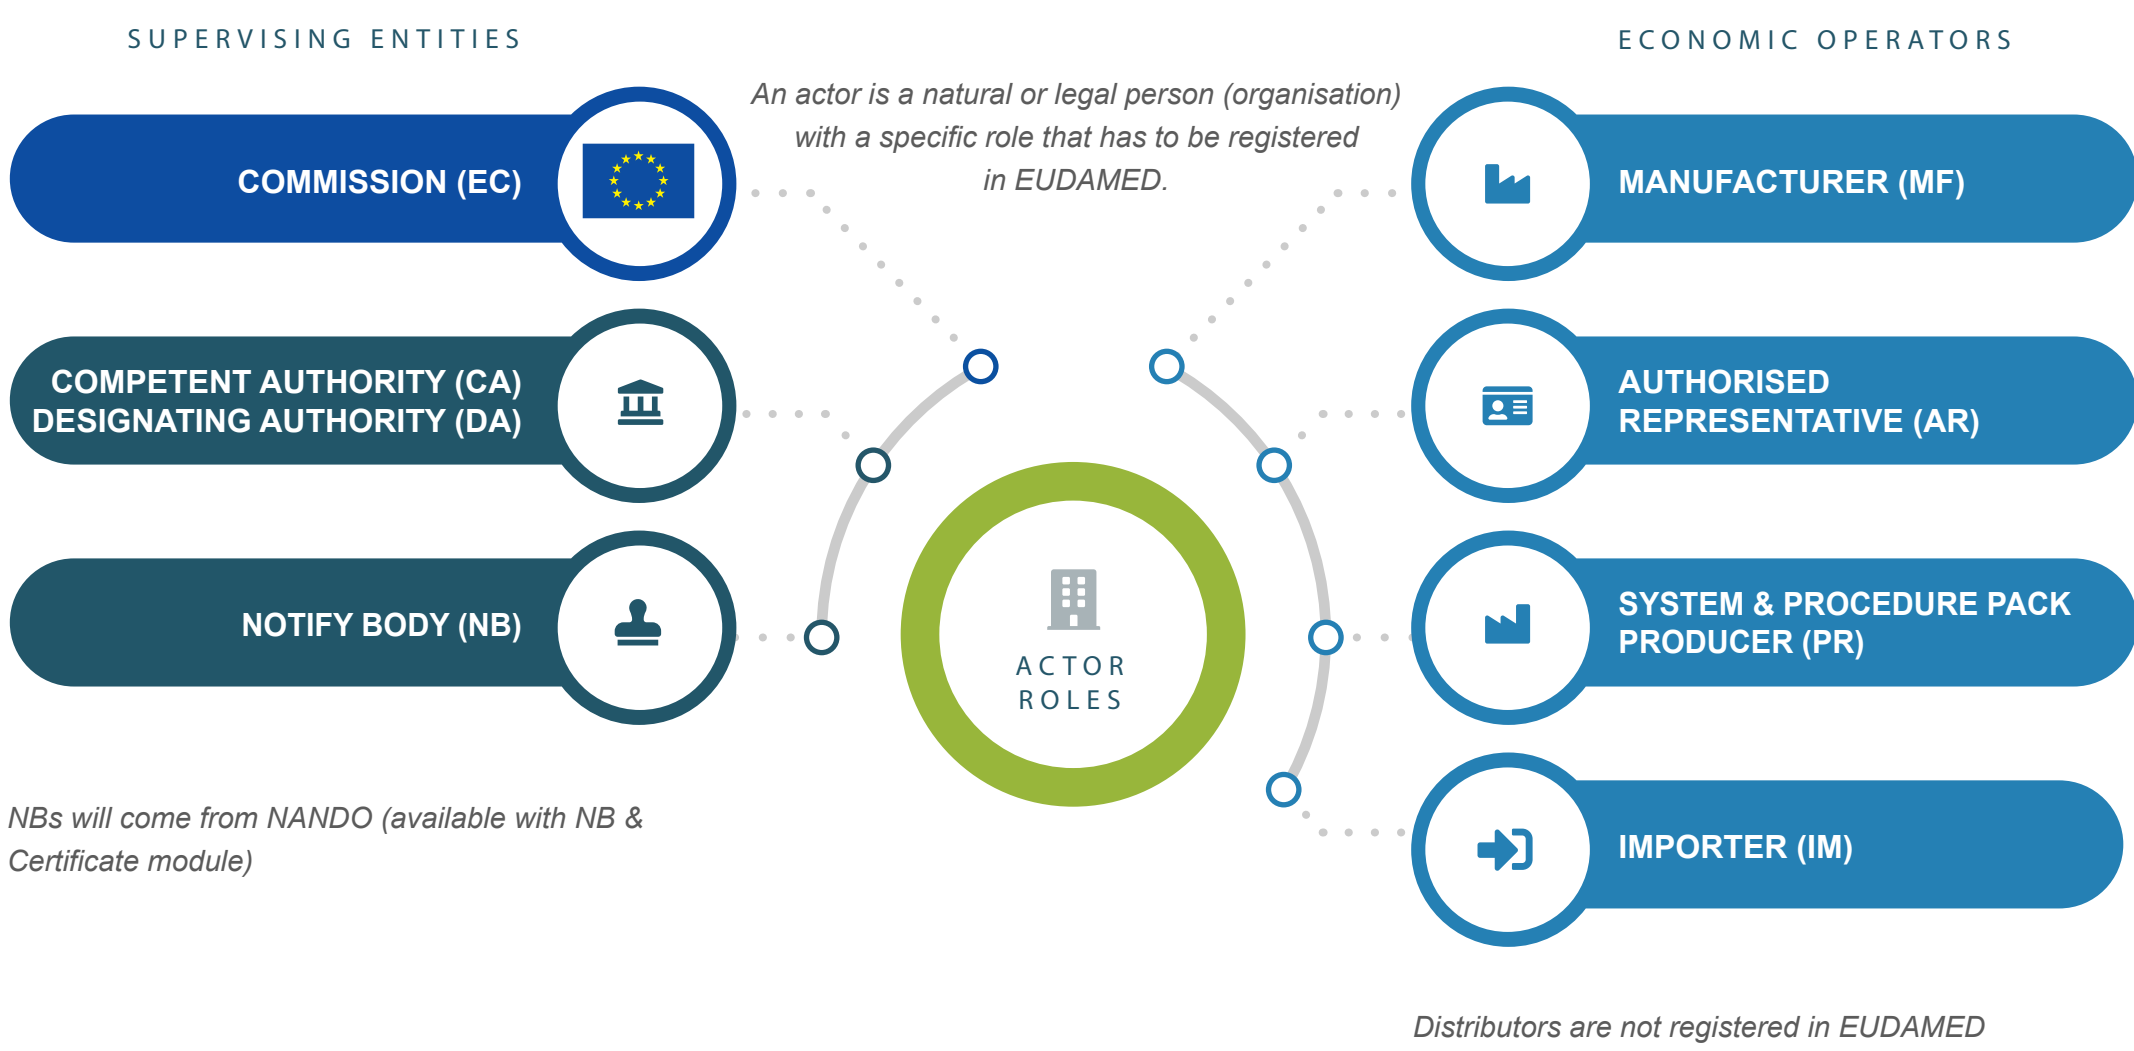 SUPERVISING ENTITIES
ECONOMIC OPERATORS
An actor is a natural or legal person (organisation)
with a specific role that has to be registered
in EUDAMED.
COMMISSION (EC)
COMPETENT AUTHORITY (CA)
DESIGNATING AUTHORITY (DA)
NOTIFY BODY (NB)
NBs will come from NANDO (available with NB &
Certificate module)
ACTOR
ROLES
MANUFACTURER (MF)
AUTHORISED
REPRESENTATIVE (AR)
SYSTEM & PROCEDURE PACK
PRODUCER (PR)
IMPORTER (IM)
Distributors are not registered in EUDAMED